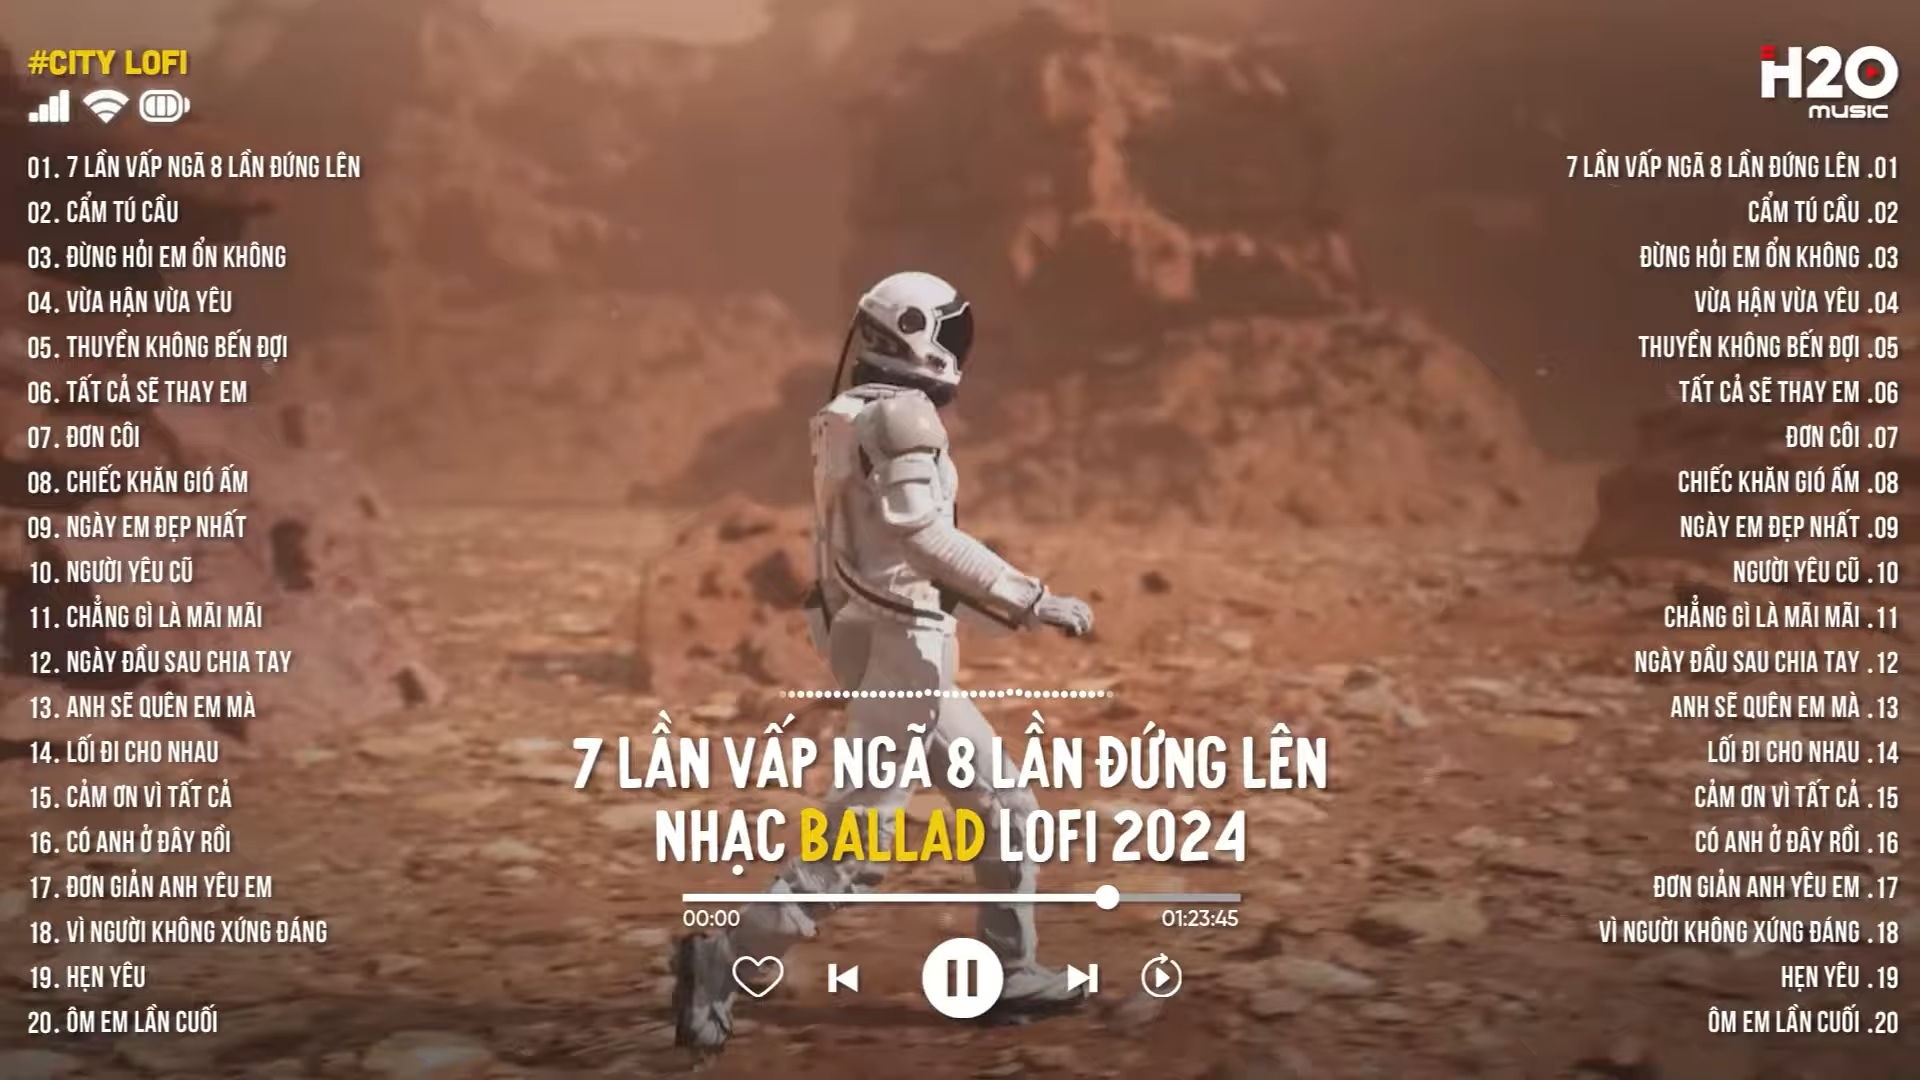 #CITY LOFI
H2O
MUSIC
01. 7 LẦN VẤP NGÃ 8 LẦN ĐỨNG LÊN
02. CẨM TÚ CẦU
03. ĐỪNG HỎI EM ỔN KHÔNG
04. VỪA HẬN VỪA YÊU
05. THUYỀN KHÔNG BẾN ĐỢI
06. TẤT CẢ SẼ THAY EM
07. ĐƠN CÔI
08. CHIẾC KHĂN GIÓ ẤM
09. NGÀY EM ĐẸP NHẤT
10. NGƯỜI YÊU CŨ
11. CHẲNG GÌ LÀ MÃI MÃI
12. NGÀY ĐẦU SAU CHIA TAY
13. ANH SẼ QUÊN EM MÀ
14. LỐI ĐI CHO NHAU
15. CẢM ƠN VÌ TẤT CẢ
16. CÓ ANH Ở ĐÂY RỒI
17. ĐƠN GIẢN ANH YÊU EM
18. VÌ NGƯỜI KHÔNG XỨNG ĐÁNG
19. HẸN YÊU
20. ÔM EM LẦN CUỐI
7 LẦN VẤP NGÃ 8 LẦN ĐỨNG LÊN
NHẠC BALLAD LOFI 2024
00:00
01:23:45
7 LẦN VẤP NGÃ 8 LẦN ĐỨNG LÊN .01
CẨM TÚ CẦU .02
ĐỪNG HỎI EM ỔN KHÔNG .03
VỪA HẬN VỪA YÊU .04
THUYỀN KHÔNG BẾN ĐỢI .05
TẤT CẢ SẼ THAY EM .06
ĐƠN CÔI .07
CHIẾC KHĂN GIÓ ẤM .08
NGÀY EM ĐẸP NHẤT .09
NGƯỜI YÊU CŨ .10
CHẲNG GÌ LÀ MÃI MÃI .11
NGÀY ĐẦU SAU CHIA TAY .12
ANH SẼ QUÊN EM MÀ .13
LỐI ĐI CHO NHAU .14
CẢM ƠN VÌ TẤT CẢ .15
CÓ ANH Ở ĐÂY RỒI .16
ĐƠN GIẢN ANH YÊU EM .17
VÌ NGƯỜI KHÔNG XỨNG ĐÁNG .18
HẸN YÊU .19
ÔM EM LẦN CUỐI .20